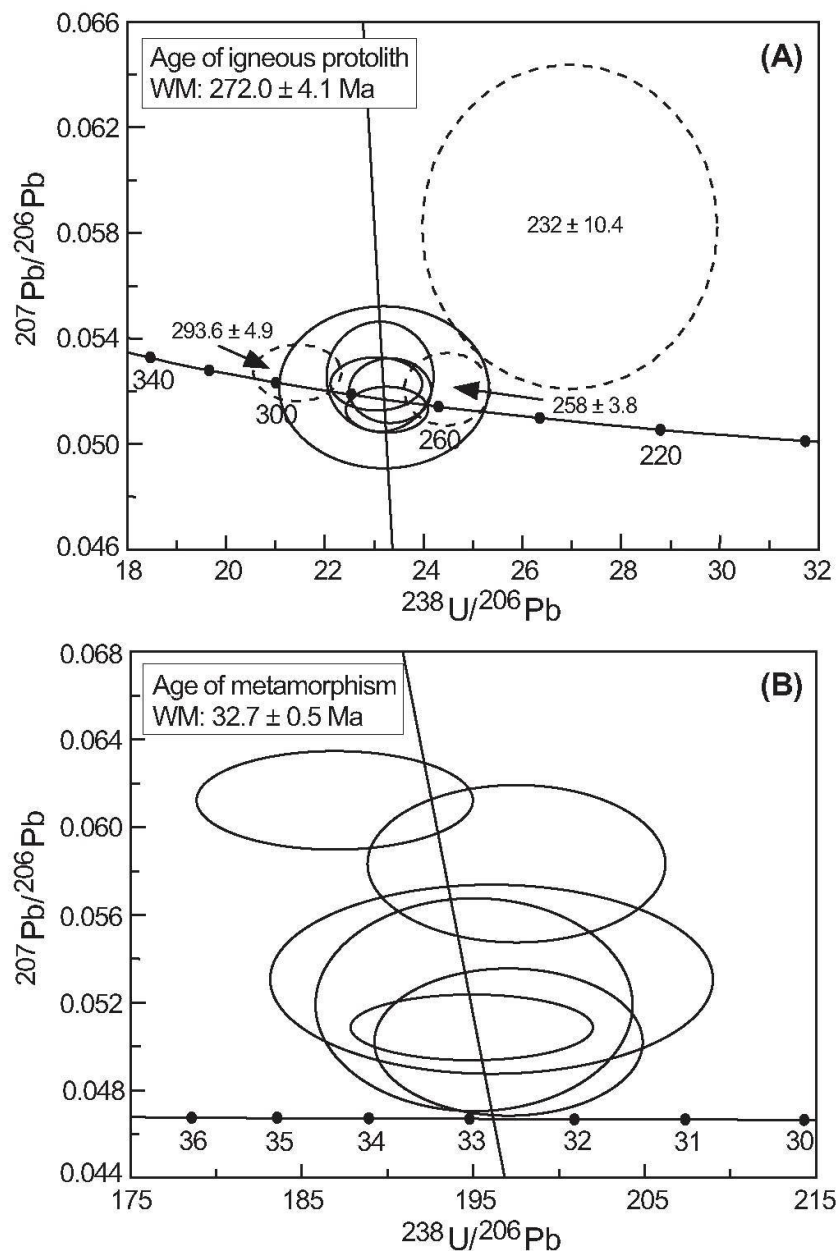 0.066
Age of igneous protolith
WM: 272.0 ± 4.1 Ma
(A)
0.062
0.058
232 ± 10.4
0.054
293.6 ± 4.9
340
300
260
258 ± 3.8
220
0.050
0.046
18 20 22 24 26 28 30 32
207Pb/206Pb
238U/206Pb
0.068
Age of metamorphism
WM: 32.7 ± 0.5 Ma
(B)
0.064
0.060
0.056
0.052
0.048
36 35 34 33 32 31 30
0.044
175 185 195 205 215
207Pb/206Pb
238U/206Pb